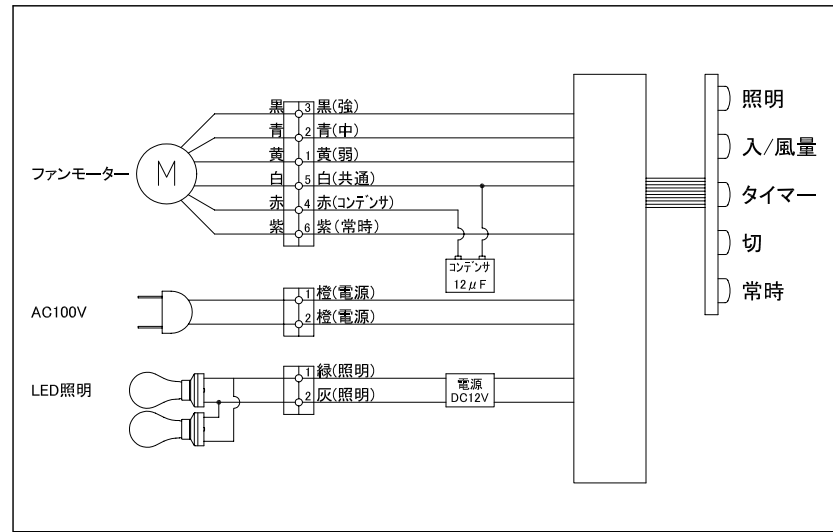 黒 3 黒(強)
青 2 青(中)
黄 1 黄(弱)
白 5 白(共通)
赤 4 赤(コンデンサ)
紫 6 紫(常時)
ファンモーター
M
コンデンサ
12μF
AC100V
1 橙(電源)
2 橙(電源)
LED照明
1 緑(照明)
2 灰(照明)
電源
DC12V
照明
入/風量
タイマー
切
常時